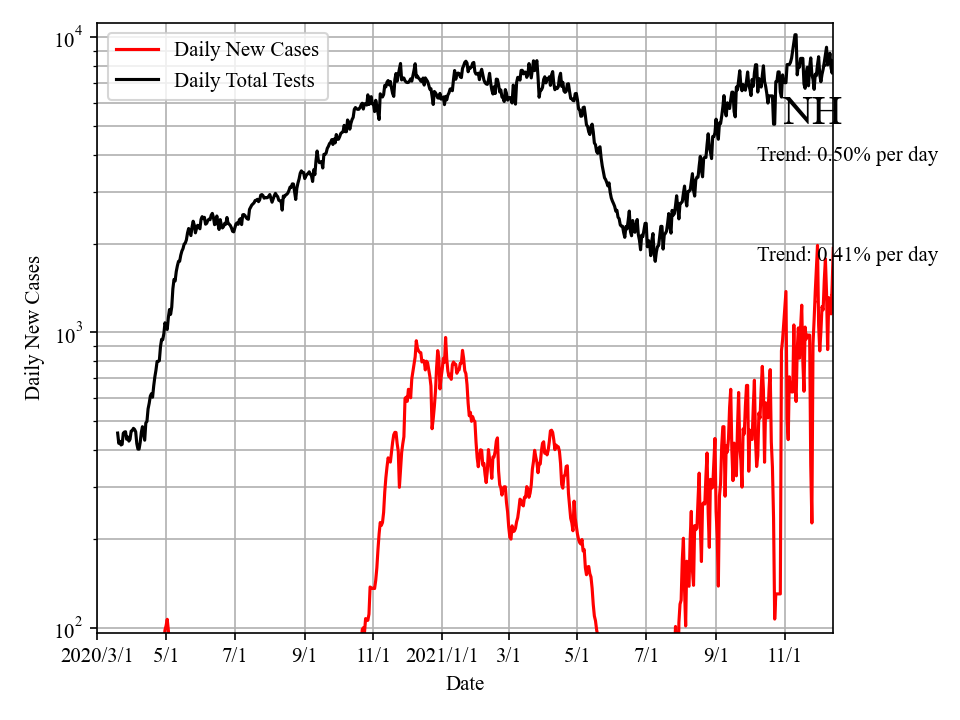 Daily New Cases
Daily Total Tests
NH
Trend: 0.50% per day
Trend: 0.41% per day
Daily New Cases
10^4
10^3
10^2
2020/3/1 5/1 7/1 9/1 11/1 2021/1/1 3/1 5/1 7/1 9/1 11/1
Date